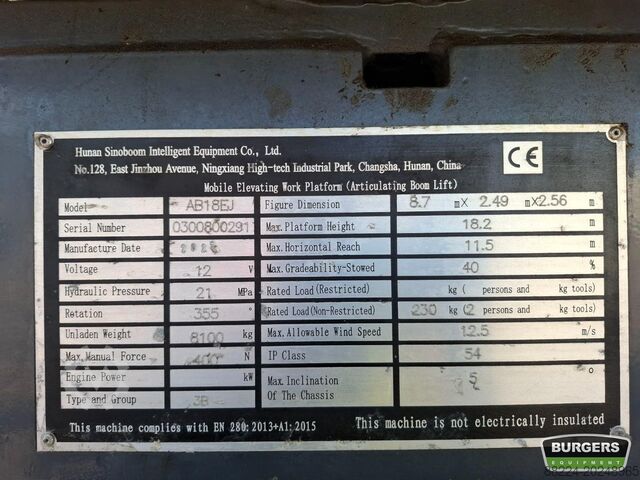 Hunan Sinoboom Intelligent Equipment Co., Ltd.
No.128, East Jinzhou Avenue, Ningxiang High-tech Industrial Park, Changsha, Hunan, China
CE
Mobile Elevating Work Platform (Articulating Boom Lift)
Model AB18EJ Figure Dimension 8.7 m× 2.49 m×2.56 m
Serial Number 0300800291 Max.Platform Height 18.2 m
Manufacture Date Max.Horizontal Reach 11.5 m
Voltage 12 V Max.Gradeability-Stowed 40 %
Hydraulic Pressure 21 MPa Rated Load(Restricted) kg ( persons and kg tools)
Retation 355 ° Rated Load(Non-Restricted) 230 kg (2 persons and kg tools)
Unladen Weight 8100 kg Max.Allowable Wind Speed 12.5 m/s
Max.Manual Force 400 N IP Class 54
Engine Power kW Max.Inclination Of The Chassis 5 °
Type and Group 3B
This machine complies with EN 280:2013+A1:2015 This machine is not electrically insulated
BURGERS
EQUIPMENT